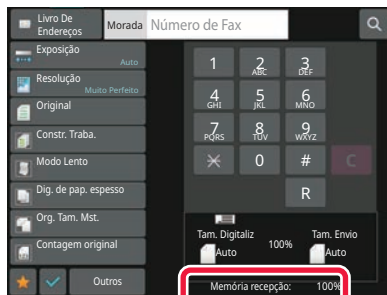 Livro De
Endereços
Morada
Número de Fax
Exposição
Auto
Resolução
Muito Perfeito
Original
Constr. Traba.
Modo Lento
Dig. de pap. espesso
Org. Tam. Mst.
Contagem original
Outros
1
2
ABC
3
DEF
4
GHI
5
JKL
6
MNO
7
PQRS
8
TUV
9
WXYZ
0
#
C
R
Tam. Digitaliz
100%
Tam. Envio
Auto
Auto
Memória recepção: 100%